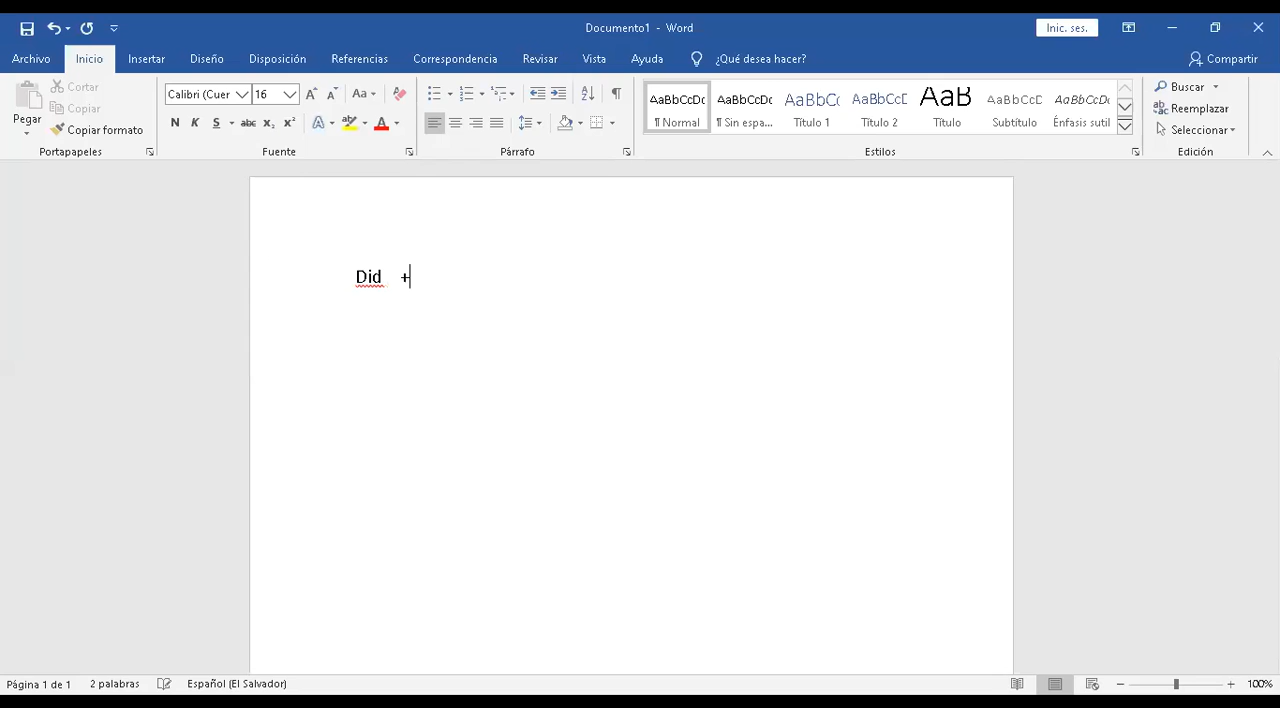 Documento1 - Word
Inic. ses.
Archivo Inicio Insertar Diseño Disposición Referencias Correspondencia Revisar Vista Ayuda ¿Qué desea hacer? Compartir
Pegar Cortar Copiar Copiar formato
Calibri (Cuer 16 Aa
N K S abc x₂ x² A A
AaBbCcDc AaBbCcDc AaBbCc AaBbCcD AaB AaBbCcD AaBbCcDc
¶ Normal ¶ Sin espa... Título 1 Título 2 Título Subtítulo Énfasis sutil
Buscar
Reemplazar
Seleccionar
Portapapeles Fuente Párrafo Estilos Edición
Did +
Página 1 de 1 2 palabras Español (El Salvador) 100%